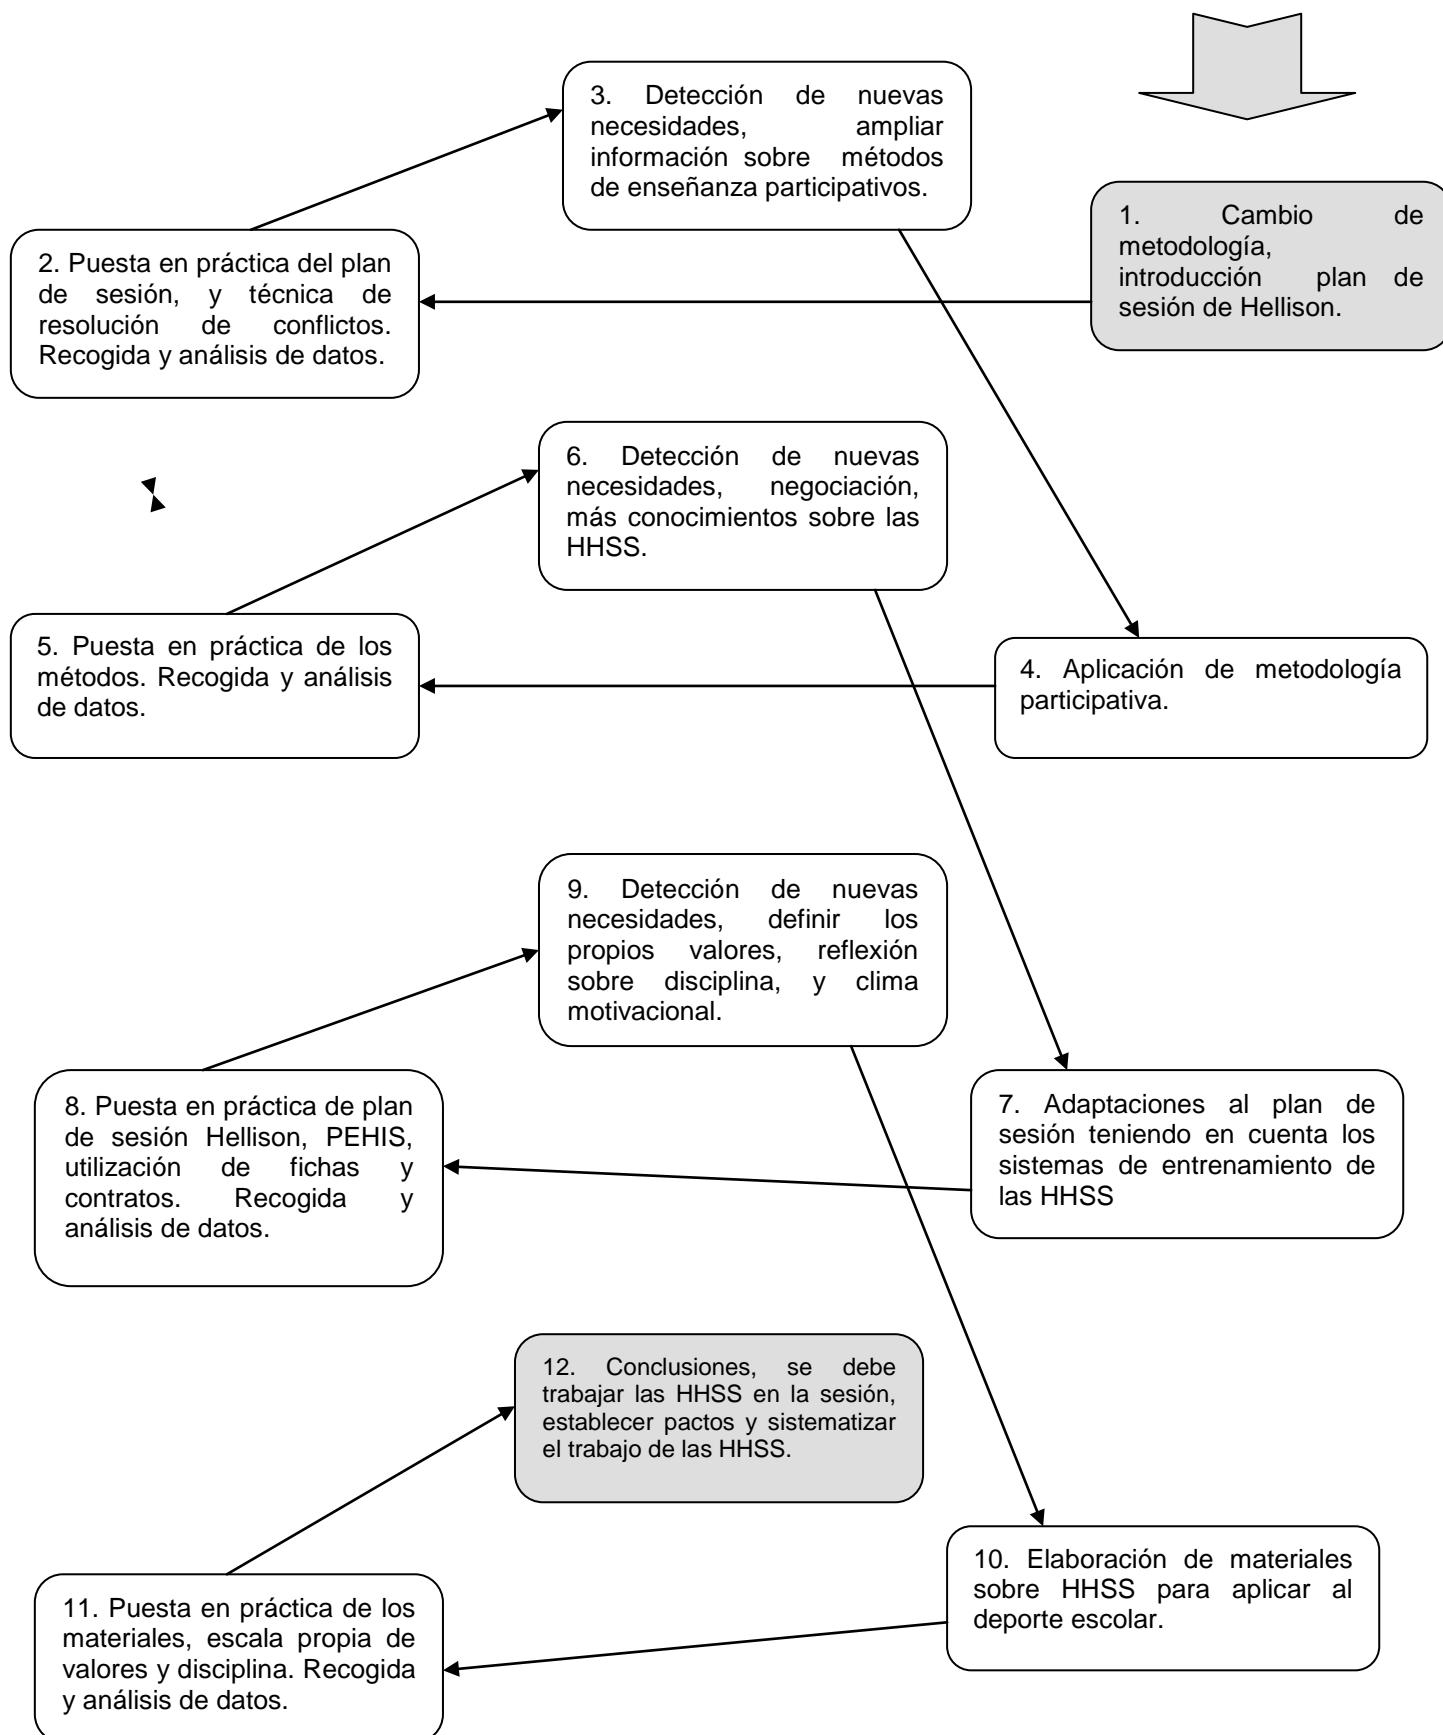 3. Detección de nuevas
necesidades, ampliar
información sobre métodos
de enseñanza participativos.
1. Cambio de
metodología,
introducción plan de
sesión de Hellison.
2. Puesta en práctica del plan
de sesión, y técnica de
resolución de conflictos.
Recogida y análisis de datos.
6. Detección de nuevas
necesidades, negociación,
más conocimientos sobre las
HHSS.
5. Puesta en práctica de los
métodos. Recogida y análisis
de datos.
4. Aplicación de metodología
participativa.
9. Detección de nuevas
necesidades, definir los
propios valores, reflexión
sobre disciplina, y clima
motivacional.
8. Puesta en práctica de plan
de sesión Hellison, PEHIS,
utilización de fichas y
contratos. Recogida y
análisis de datos.
7. Adaptaciones al plan de
sesión teniendo en cuenta los
sistemas de entrenamiento de
las HHSS
12. Conclusiones, se debe
trabajar las HHSS en la sesión,
establecer pactos y sistematizar
el trabajo de las HHSS.
10. Elaboración de materiales
sobre HHSS para aplicar al
deporte escolar.
11. Puesta en práctica de los
materiales, escala propia de
valores y disciplina. Recogida
y análisis de datos.